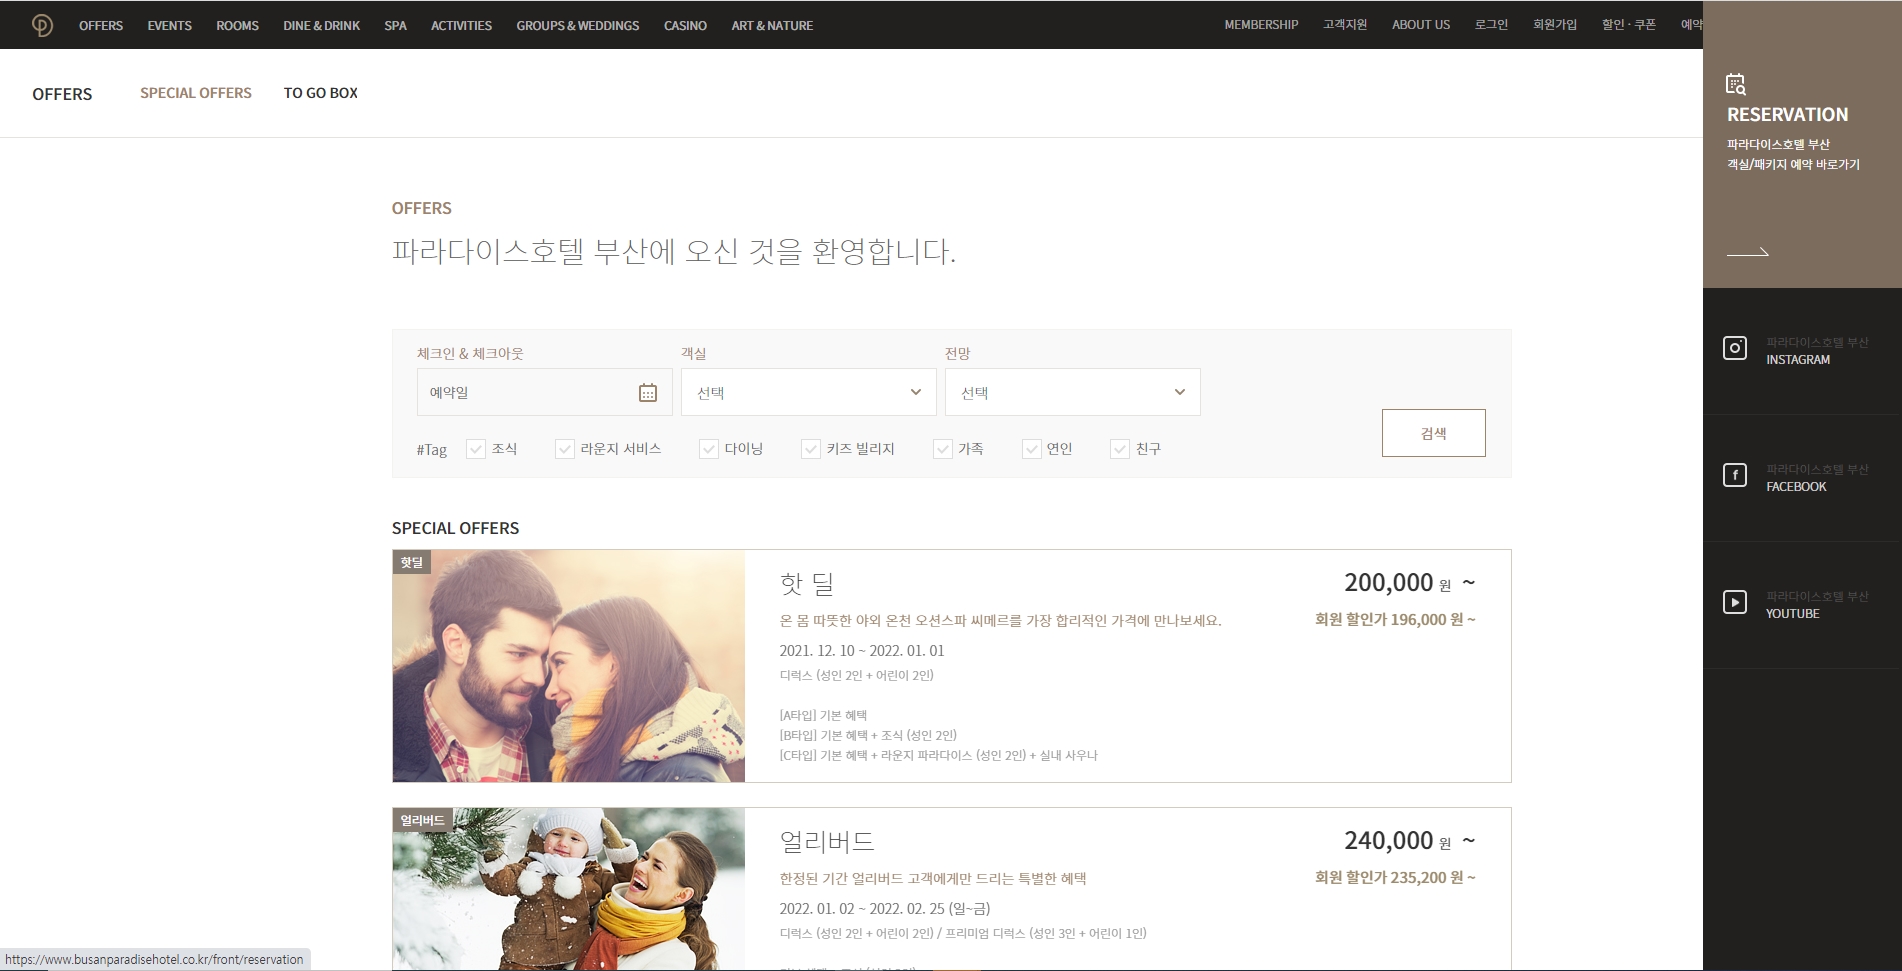 OFFERS EVENTS ROOMS DINE & DRINK SPA ACTIVITIES GROUPS & WEDDINGS CASINO ART & NATURE MEMBERSHIP 고객지원 ABOUT US 로그인 회원가입 할인 · 쿠폰 예약
OFFERS SPECIAL OFFERS TO GO BOX
RESERVATION
파라다이스호텔 부산
객실/패키지 예약 바로가기
OFFERS
파라다이스호텔 부산에 오신 것을 환영합니다.
체크인 & 체크아웃 객실 전망
예약일 선택 선택
#Tag 조식 라운지 서비스 다이닝 키즈 빌리지 가족 연인 친구
검색
파라다이스호텔 부산
INSTAGRAM
파라다이스호텔 부산
FACEBOOK
파라다이스호텔 부산
YOUTUBE
SPECIAL OFFERS
핫딜
핫 딜
200,000 원 ~
온 몸 따뜻한 야외 온천 오션스파 씨메르를 가장 합리적인 가격에 만나보세요.
회원 할인가 196,000 원 ~
2021. 12. 10 ~ 2022. 01. 01
디럭스 (성인 2인 + 어린이 2인)
[A타입] 기본 혜택
[B타입] 기본 혜택 + 조식 (성인 2인)
[C타입] 기본 혜택 + 라운지 파라다이스 (성인 2인) + 실내 사우나
얼리버드
얼리버드
240,000 원 ~
한정된 기간 얼리버드 고객에게만 드리는 특별한 혜택
회원 할인가 235,200 원 ~
2022. 01. 02 ~ 2022. 02. 25 (일~금)
디럭스 (성인 2인 + 어린이 2인) / 프리미엄 디럭스 (성인 3인 + 어린이 1인)
https://www.busanparadisehotel.co.kr/front/reservation